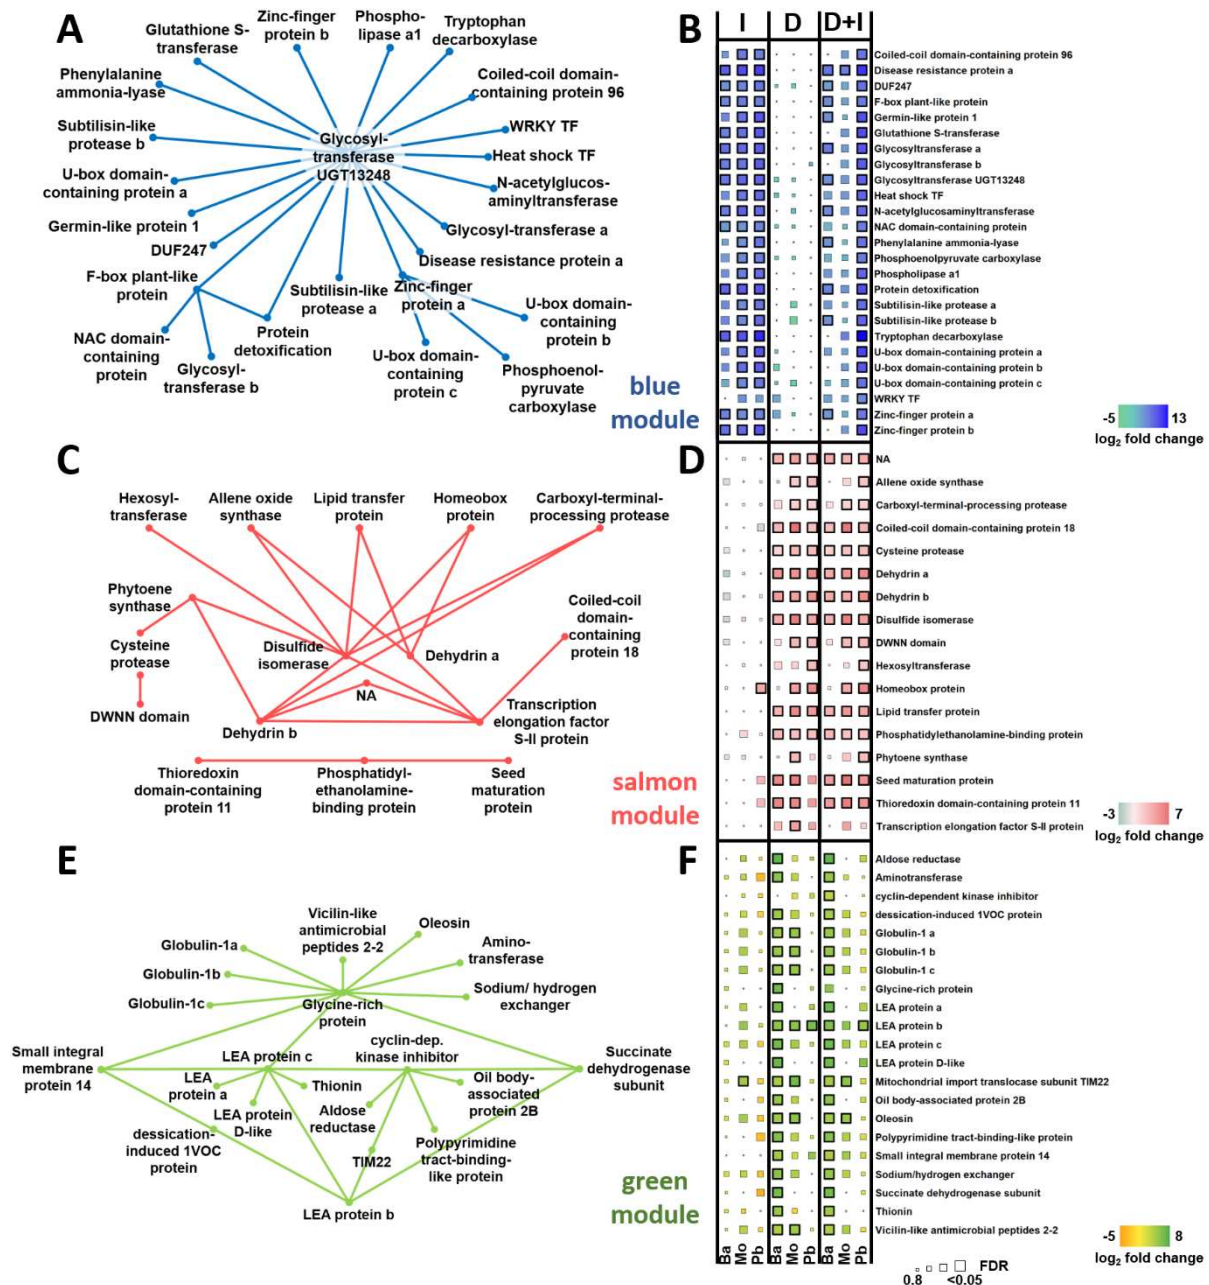 A
Glutathione S-
transferase
Zinc-finger
protein b
Phospho-
lipase a1
Tryptophan
decarboxylase
Phenylalanine
ammonia-lyase
Coiled-coil domain-
containing protein 96
Subtilisin-like
protease b
Glycosyl-
transferase
UGT13248
WRKY TF
Heat shock TF
U-box domain-
containing protein a
N-acetylglucos-
aminyltransferase
Germin-like protein 1
Glycosyl-transferase a
DUF247
Disease resistance protein a
F-box plant-like
protein
Subtilisin-like
protease a
Zinc-finger
protein a
U-box domain-
containing
protein b
NAC domain-
containing
protein
Protein
detoxification
Glycosyl-
transferase b
U-box domain-
containing
protein c
Phosphoenol-
pyruvate
carboxylase
blue
module
B
I
D
D+I
Coiled-coil domain-containing protein 96
Disease resistance protein a
DUF247
F-box plant-like protein
Germin-like protein 1
Glutathione S-transferase
Glycosyltransferase a
Glycosyltransferase b
Glycosyltransferase UGT13248
Heat shock TF
N-acetylglucosaminyltransferase
NAC domain-containing protein
Phenylalanine ammonia-lyase
Phosphoenolpyruvate carboxylase
Phospholipase a1
Protein detoxification
Subtilisin-like protease a
Subtilisin-like protease b
Tryptophan decarboxylase
U-box domain-containing protein a
U-box domain-containing protein b
U-box domain-containing protein c
WRKY TF
Zinc-finger protein a
Zinc-finger protein b
-5 13
log2 fold change
C
Hexosyl-
transferase
Allene oxide
synthase
Lipid transfer
protein
Homeobox
protein
Carboxyl-terminal-
processing protease
Phytoene
synthase
Coiled-coil
domain-
containing
protein 18
Cysteine
protease
Disulfide
isomerase
Dehydrin a
NA
DWNN domain
Dehydrin b
Transcription
elongation factor
S-II protein
Thioredoxin
domain-containing
protein 11
Phosphatidyl-
ethanolamine-
binding protein
Seed
maturation
protein
salmon
module
D
NA
Allene oxide synthase
Carboxyl-terminal-processing protease
Coiled-coil domain-containing protein 18
Cysteine protease
Dehydrin a
Dehydrin b
Disulfide isomerase
DWNN domain
Hexosyltransferase
Homeobox protein
Lipid transfer protein
Phosphatidylethanolamine-binding protein
Phytoene synthase
Seed maturation protein
Thioredoxin domain-containing protein 11
Transcription elongation factor S-II protein
-3 7
log2 fold change
E
Vicilin-like
antimicrobial
peptides 2-2
Oleosin
Globulin-1a
Amino-
transferase
Globulin-1b
Sodium/ hydrogen
exchanger
Globulin-1c
Glycine-rich
protein
Small integral
membrane
protein 14
LEA protein c
cyclin-dep.
kinase inhibitor
Succinate
dehydrogenase
subunit
LEA
protein a
Thionin
Oil body-
associated
protein 2B
LEA protein
D-like
Aldose
reductase
dessication-
induced 1VOC
protein
TIM22
Polypyrimidine
tract-binding-
like protein
LEA protein b
green
module
F
Aldose reductase
Aminotransferase
cyclin-dependent kinase inhibitor
dessication-induced 1VOC protein
Globulin-1 a
Globulin-1 b
Globulin-1 c
Glycine-rich protein
LEA protein a
LEA protein b
LEA protein c
LEA protein D-like
Mitochondrial import translocase subunit TIM22
Oil body-associated protein 2B
Oleosin
Polypyrimidine tract-binding-like protein
Small integral membrane protein 14
Sodium/hydrogen exchanger
Succinate dehydrogenase subunit
Thionin
Vicilin-like antimicrobial peptides 2-2
Ba Mo Pb Ba Mo Pb Ba Mo Pb
-5 8
log2 fold change
FDR
0.8 <0.05